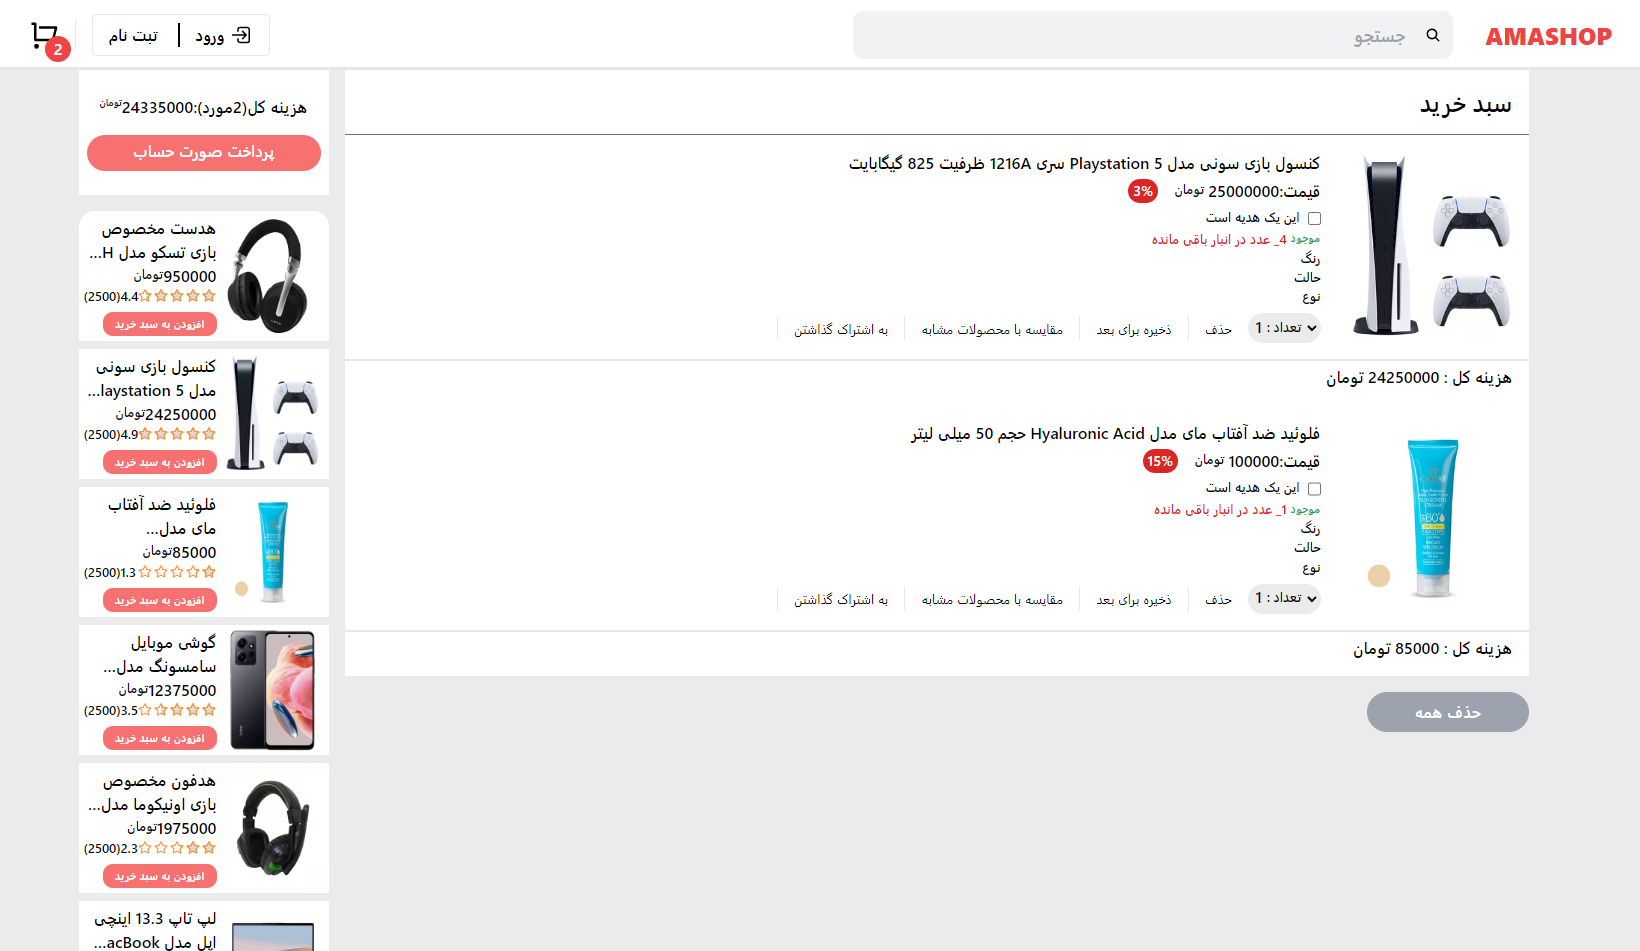 AMASHOP
جستجو
ورود
ثبت نام
2
سبد خرید
کنسول بازی سونی مدل Playstation 5 سری 1216A ظرفیت 825 گیگابایت
قیمت:25000000 تومان 3%
این یک هدیه است
موجود 4_ عدد در انبار باقی مانده
رنگ
حالت
نوع
تعداد : 1
حذف
ذخیره برای بعد
مقایسه با محصولات مشابه
به اشتراک گذاشتن
هزینه کل : 24250000 تومان
فلوئید ضد آفتاب مای مدل Hyaluronic Acid حجم 50 میلی لیتر
قیمت:100000 تومان 15%
این یک هدیه است
موجود 1_ عدد در انبار باقی مانده
رنگ
حالت
نوع
تعداد : 1
حذف
ذخیره برای بعد
مقایسه با محصولات مشابه
به اشتراک گذاشتن
هزینه کل : 85000 تومان
حذف همه
هزینه کل(2مورد):24335000تومان
پرداخت صورت حساب
هدست مخصوص
بازی تسکو مدل H...
950000تومان
4.4(2500)
افزودن به سبد خرید
کنسول بازی سونی
مدل laystation 5...
24250000تومان
4.9(2500)
افزودن به سبد خرید
فلوئید ضد آفتاب
مای مدل...
85000تومان
1.3(2500)
افزودن به سبد خرید
گوشی موبایل
سامسونگ مدل...
12375000تومان
3.5(2500)
افزودن به سبد خرید
هدفون مخصوص
بازی اونیکوما مدل...
1975000تومان
2.3(2500)
افزودن به سبد خرید
لپ تاپ 13.3 اینچی
اپل مدل acBook...